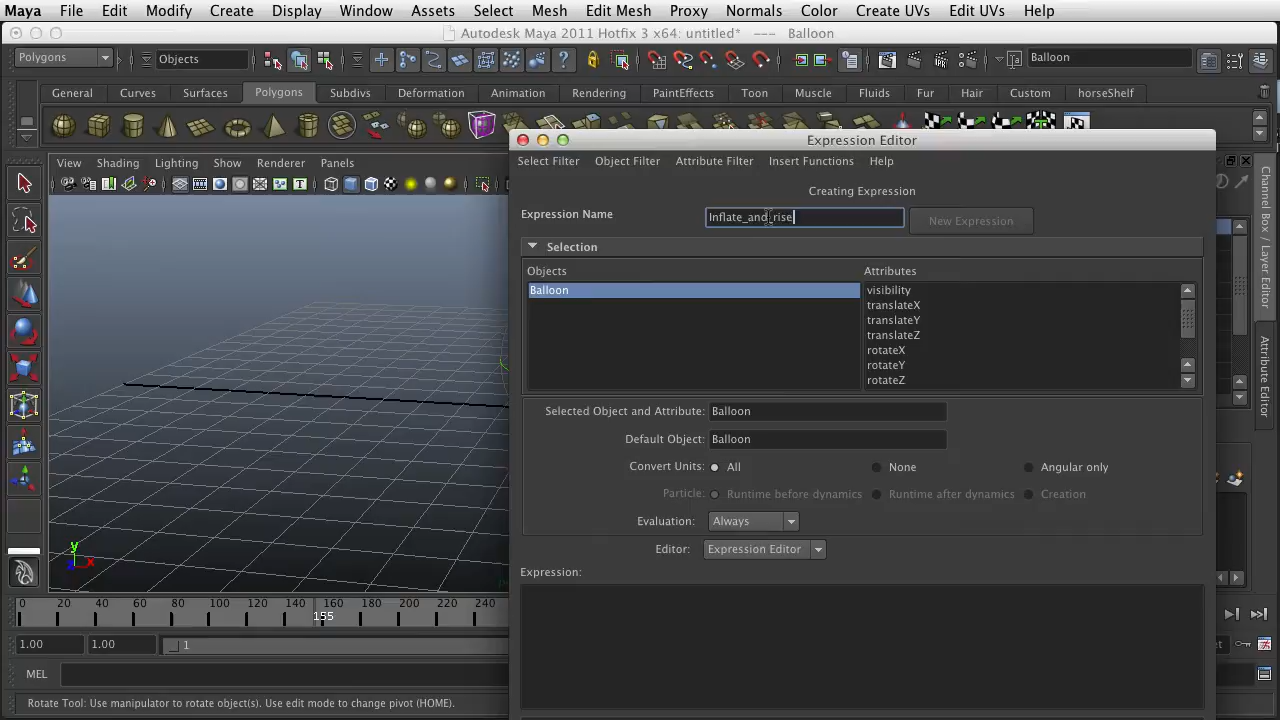 Maya File Edit Modify Create Display Window Assets Select Mesh Edit Mesh Proxy Normals Color Create UVs Edit UVs Help
Autodesk Maya 2011 Hotfix 3 x64: untitled* --- Balloon
Polygons Objects Balloon
General Curves Surfaces Polygons Subdivs Deformation Animation Rendering PaintEffects Toon Muscle Fluids Fur Hair Custom horseShelf
View Shading Lighting Show Renderer Panels
Expression Editor
Select Filter Object Filter Attribute Filter Insert Functions Help
Creating Expression
Expression Name Inflate_and_rise New Expression
Selection
Objects Attributes
Balloon visibility
translateX
translateY
translateZ
rotateX
rotateY
rotateZ
Selected Object and Attribute: Balloon
Default Object: Balloon
Convert Units: All None Angular only
Particle: Runtime before dynamics Runtime after dynamics Creation
Evaluation: Always
Editor: Expression Editor
Expression:
Channel Box / Layer Editor
Attribute Editor
y
x
0 20 40 60 80 100 120 140 160 180 200 220 240
155
1.00 1.00 1
MEL
Rotate Tool: Use manipulator to rotate object(s). Use edit mode to change pivot (HOME).